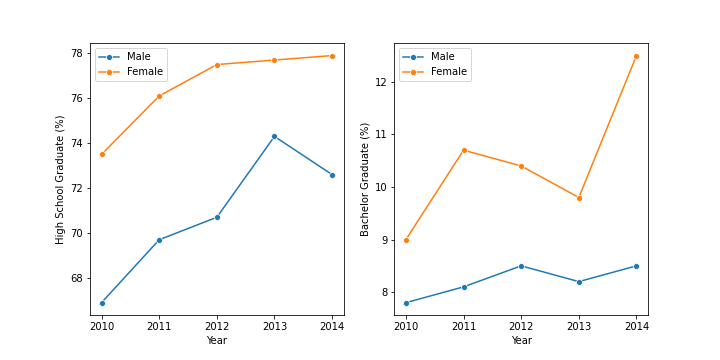 High School Graduate (%)
78
76
74
72
70
68
Male
Female
2010 2011 2012 2013 2014
Year
Bachelor Graduate (%)
12
11
10
9
8
Male
Female
2010 2011 2012 2013 2014
Year